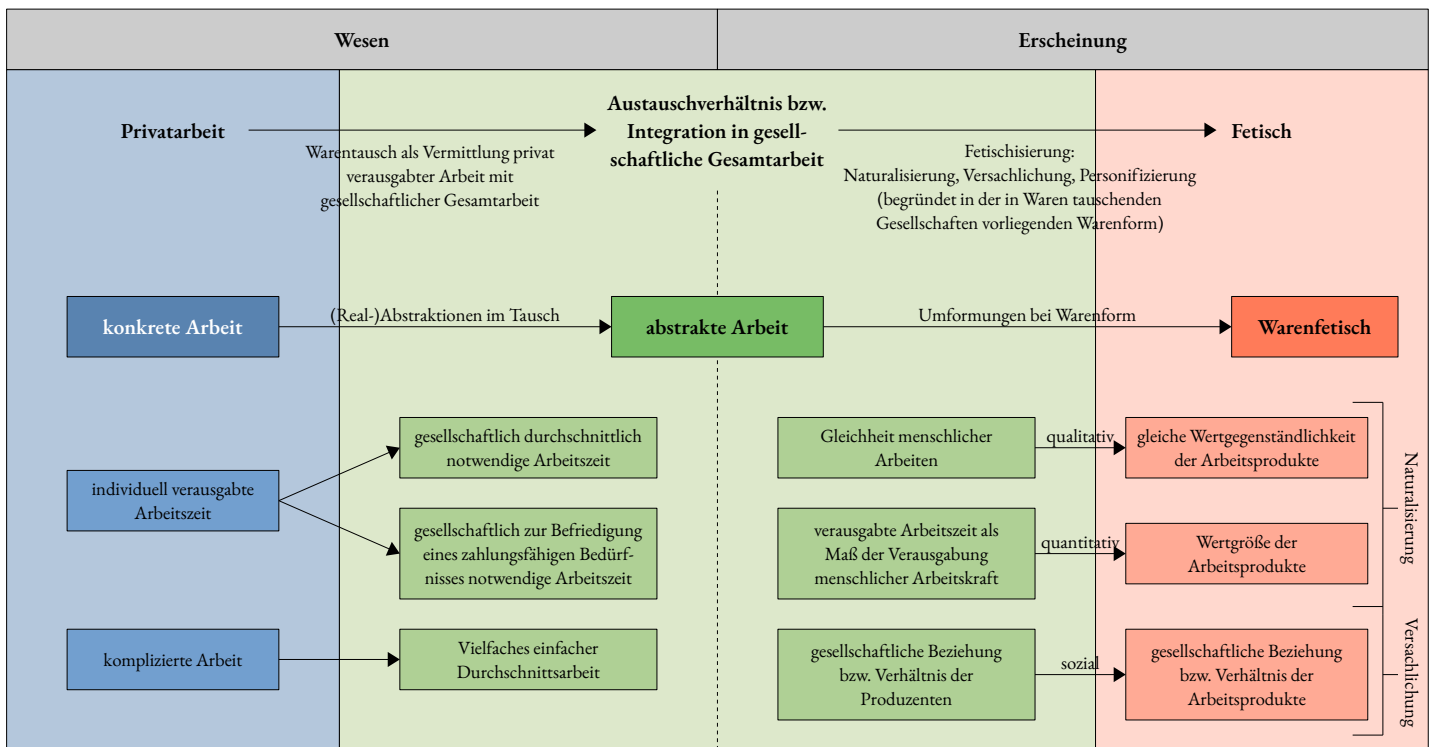 Wesen
Erscheinung
Privatarbeit
Warentausch als Vermittlung privat
verausgabter Arbeit mit
gesellschaftlicher Gesamtarbeit
Austauschverhältnis bzw.
Integration in gesell-
schaftliche Gesamtarbeit
Fetischisierung:
Naturalisierung, Versachlichung, Personifizierung
(begründet in der in Waren tauschenden
Gesellschaften vorliegenden Warenform)
Fetisch
konkrete Arbeit
(Real-)Abstraktionen im Tausch
abstrakte Arbeit
Umformungen bei Warenform
Warenfetisch
individuell verausgabte
Arbeitszeit
gesellschaftlich durchschnittlich
notwendige Arbeitszeit
gesellschaftlich zur Befriedigung
eines zahlungsfähigen Bedürf-
nisses notwendige Arbeitszeit
komplizierte Arbeit
Vielfaches einfacher
Durchschnittsarbeit
Gleichheit menschlicher
Arbeiten
qualitativ
gleiche Wertgegenständlichkeit
der Arbeitsprodukte
verausgabte Arbeitszeit als
Maß der Verausgabung
menschlicher Arbeitskraft
quantitativ
Wertgröße der
Arbeitsprodukte
gesellschaftliche Beziehung
bzw. Verhältnis der
Produzenten
sozial
gesellschaftliche Beziehung
bzw. Verhältnis der
Arbeitsprodukte
Naturalisierung
Versachlichung